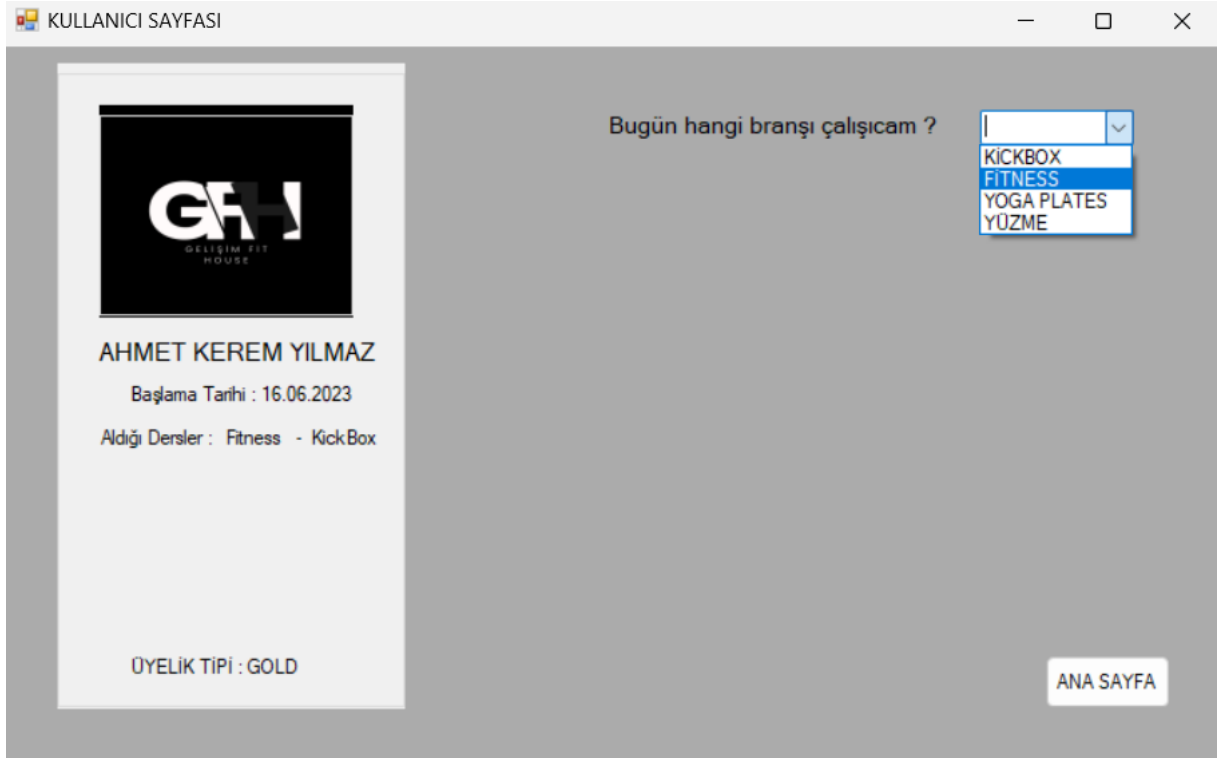 KULLANICI SAYFASI
GFH
GELİŞİM FIT
HOUSE
AHMET KEREM YILMAZ
Başlama Tarihi : 16.06.2023
Aldığı Dersler : Fitness - KickBox
ÜYELİK TİPİ : GOLD
Bugün hangi branşı çalışıcam ?
KİCKBOX
FİTNESS
YOGA PLATES
YÜZME
ANA SAYFA